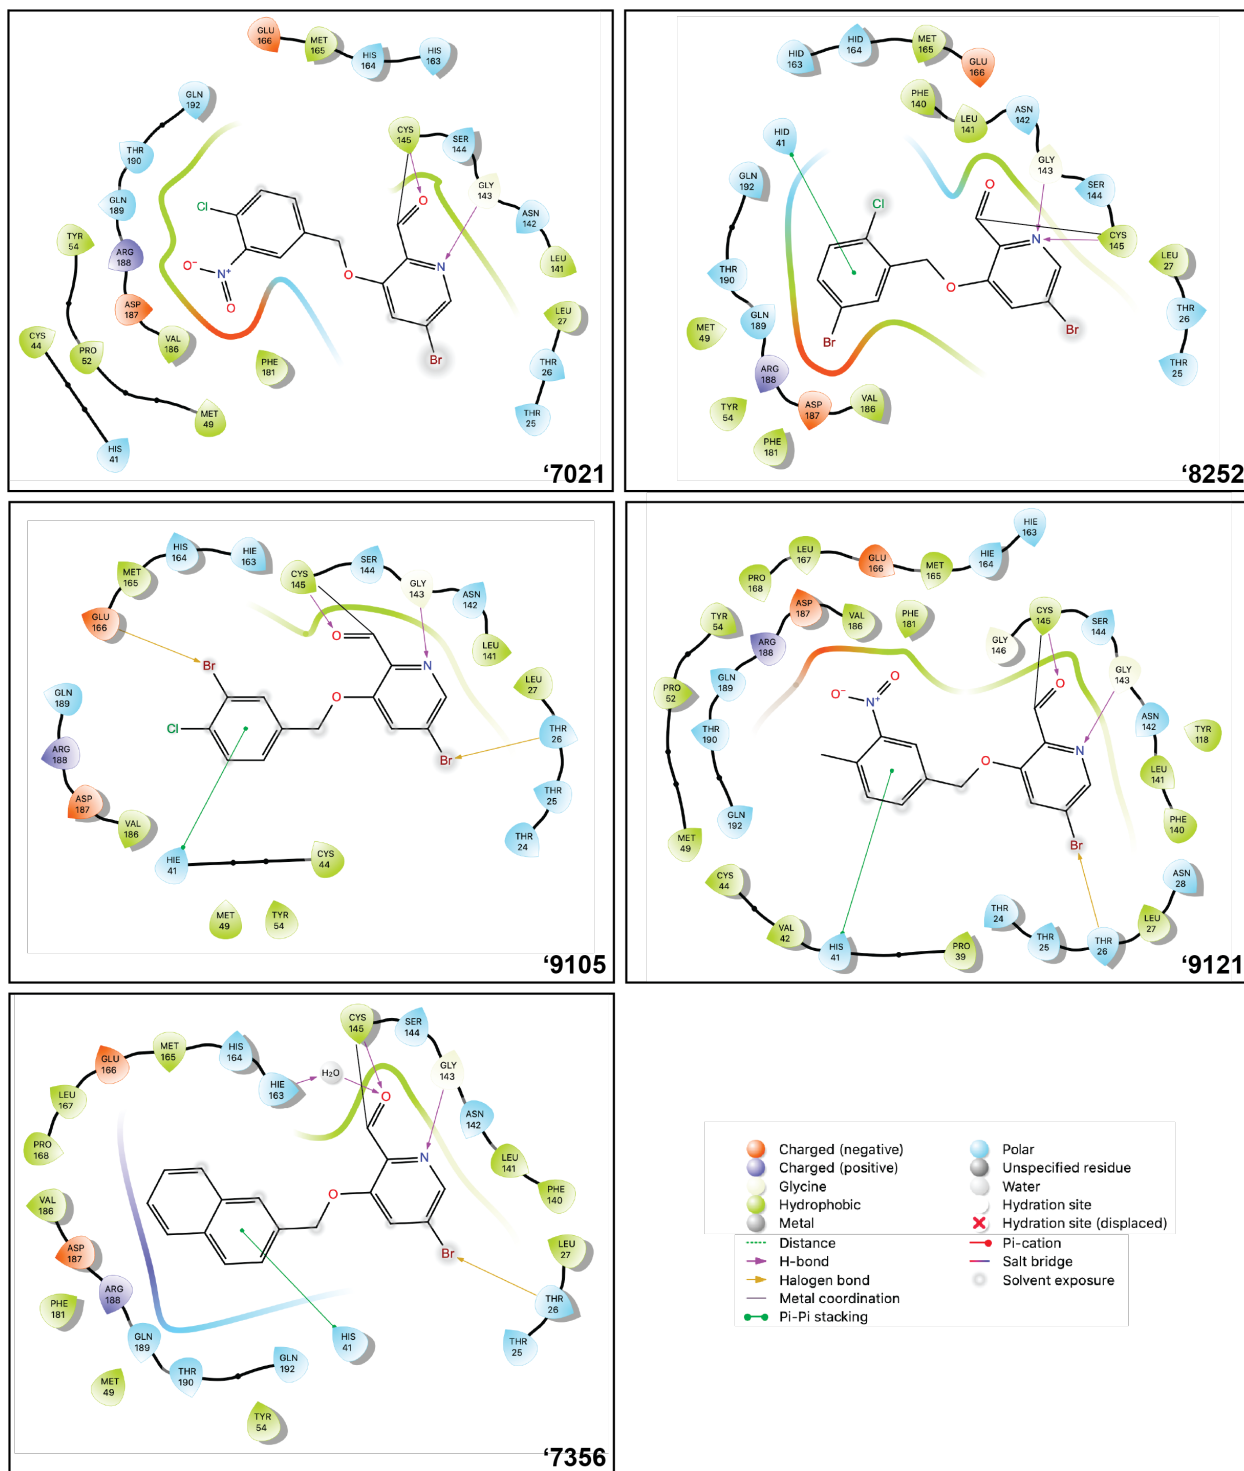 GLU
166
MET
165
HIS
164
HIS
163
GLN
192
THR
190
GLN
189
ARG
188
ASP
187
VAL
186
TYR
54
CYS
44
PRO
52
MET
49
HIS
41
PHE
181
CYS
145
SER
144
GLY
143
ASN
142
LEU
141
LEU
27
THR
26
THR
25
Cl
O⁻
N⁺
O
O
O
N
Br
‘7021
HID
163
HID
164
MET
165
GLU
166
PHE
140
LEU
141
ASN
142
GLY
143
SER
144
CYS
145
HID
41
GLN
192
THR
190
GLN
189
ARG
188
ASP
187
VAL
186
MET
49
TYR
54
PHE
181
LEU
27
THR
26
THR
25
Cl
O
N
O
Br
Br
‘8252
HIS
164
HIE
163
MET
165
GLU
166
GLN
189
ARG
188
ASP
187
VAL
186
HIE
41
CYS
44
MET
49
TYR
54
CYS
145
SER
144
GLY
143
ASN
142
LEU
141
LEU
27
THR
26
THR
25
THR
24
Br
Cl
O
O
N
Br
‘9105
HIE
163
HIE
164
MET
165
GLU
166
LEU
167
PRO
168
TYR
54
ASP
187
VAL
186
PHE
181
ARG
188
GLN
189
PRO
52
THR
190
GLN
192
MET
49
CYS
44
VAL
42
HIS
41
PRO
39
GLY
146
CYS
145
SER
144
GLY
143
ASN
142
TYR
118
LEU
141
PHE
140
ASN
28
LEU
27
THR
26
THR
25
THR
24
O⁻
N⁺
O
O
O
N
Br
‘9121
CYS
145
SER
144
GLY
143
ASN
142
LEU
141
PHE
140
HIS
164
HIE
163
H₂O
MET
165
GLU
166
LEU
167
PRO
168
VAL
186
ASP
187
ARG
188
PHE
181
GLN
189
THR
190
GLN
192
MET
49
TYR
54
HIS
41
LEU
27
THR
26
THR
25
O
O
N
Br
‘7356
Charged (negative)
Charged (positive)
Glycine
Hydrophobic
Metal
Distance
H-bond
Halogen bond
Metal coordination
Pi-Pi stacking
Polar
Unspecified residue
Water
Hydration site
Hydration site (displaced)
Pi-cation
Salt bridge
Solvent exposure